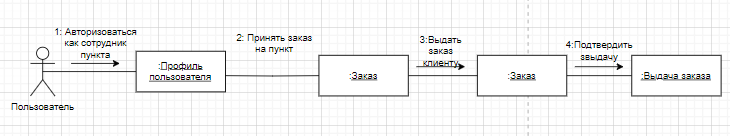 1: Авторизоваться
как сотрудник
пункта
2: Принять заказ
на пункт
3:Выдать
заказ
клиенту
4:Подтвердить
звыдачу
:Профиль
пользователя
:Заказ
:Заказ
:Выдача заказа
Пользователь